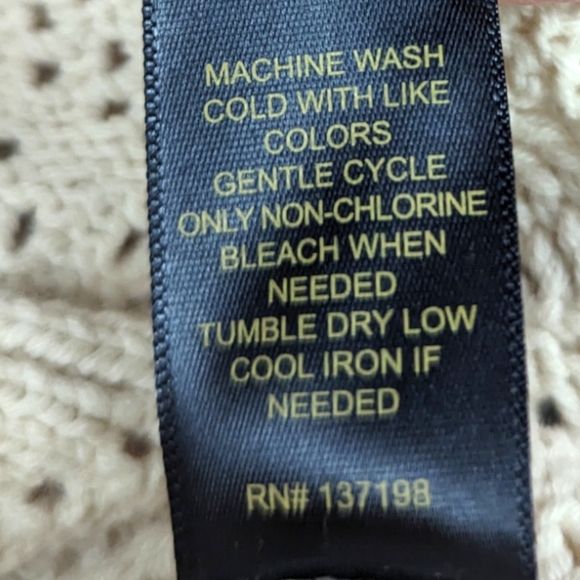 MACHINE WASH
COLD WITH LIKE
COLORS
GENTLE CYCLE
ONLY NON-CHLORINE
BLEACH WHEN
NEEDED
TUMBLE DRY LOW
COOL IRON IF
NEEDED
RN# 137198